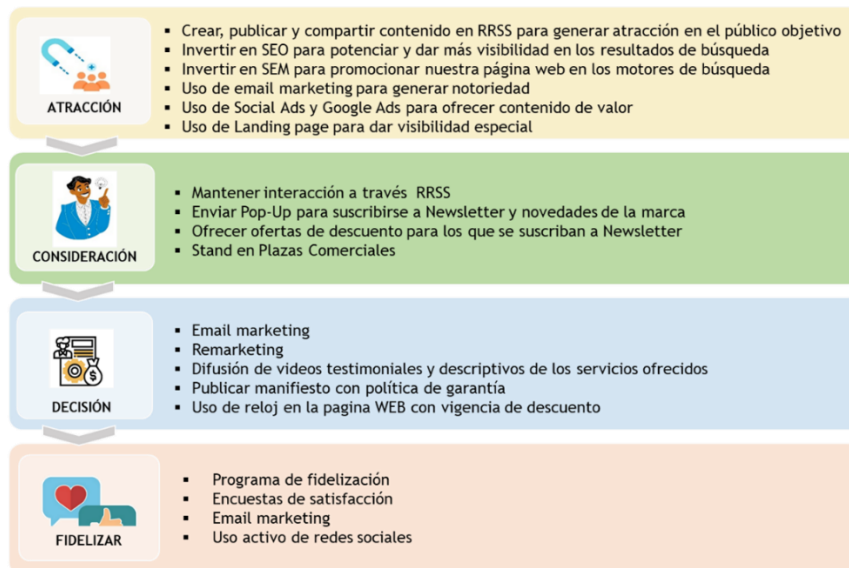 ATRACCIÓN
▪ Crear, publicar y compartir contenido en RRSS para generar atracción en el público objetivo
▪ Invertir en SEO para potenciar y dar más visibilidad en los resultados de búsqueda
▪ Invertir en SEM para promocionar nuestra página web en los motores de búsqueda
▪ Uso de email marketing para generar notoriedad
▪ Uso de Social Ads y Google Ads para ofrecer contenido de valor
▪ Uso de Landing page para dar visibilidad especial
CONSIDERACIÓN
▪ Mantener interacción a través RRSS
▪ Enviar Pop-Up para suscribirse a Newsletter y novedades de la marca
▪ Ofrecer ofertas de descuento para los que se suscriban a Newsletter
▪ Stand en Plazas Comerciales
DECISIÓN
▪ Email marketing
▪ Remarketing
▪ Difusión de videos testimoniales y descriptivos de los servicios ofrecidos
▪ Publicar manifiesto con política de garantía
▪ Uso de reloj en la pagina WEB con vigencia de descuento
FIDELIZAR
▪ Programa de fidelización
▪ Encuestas de satisfacción
▪ Email marketing
▪ Uso activo de redes sociales